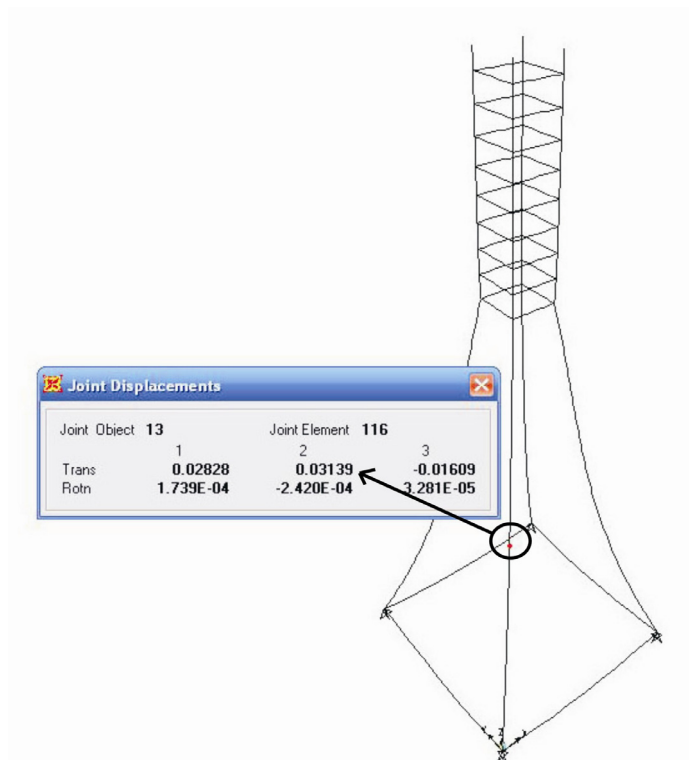 Joint Displacements
Joint Object 13 Joint Element 116
1 2 3
Trans 0.02828 0.03139 -0.01609
Rotn 1.739E-04 -2.420E-04 3.281E-05